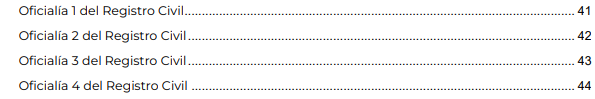 Oficialía 1 del Registro Civil.................................................................................................................. 41
Oficialía 2 del Registro Civil.................................................................................................................. 42
Oficialía 3 del Registro Civil.................................................................................................................. 43
Oficialía 4 del Registro Civil ................................................................................................................. 44